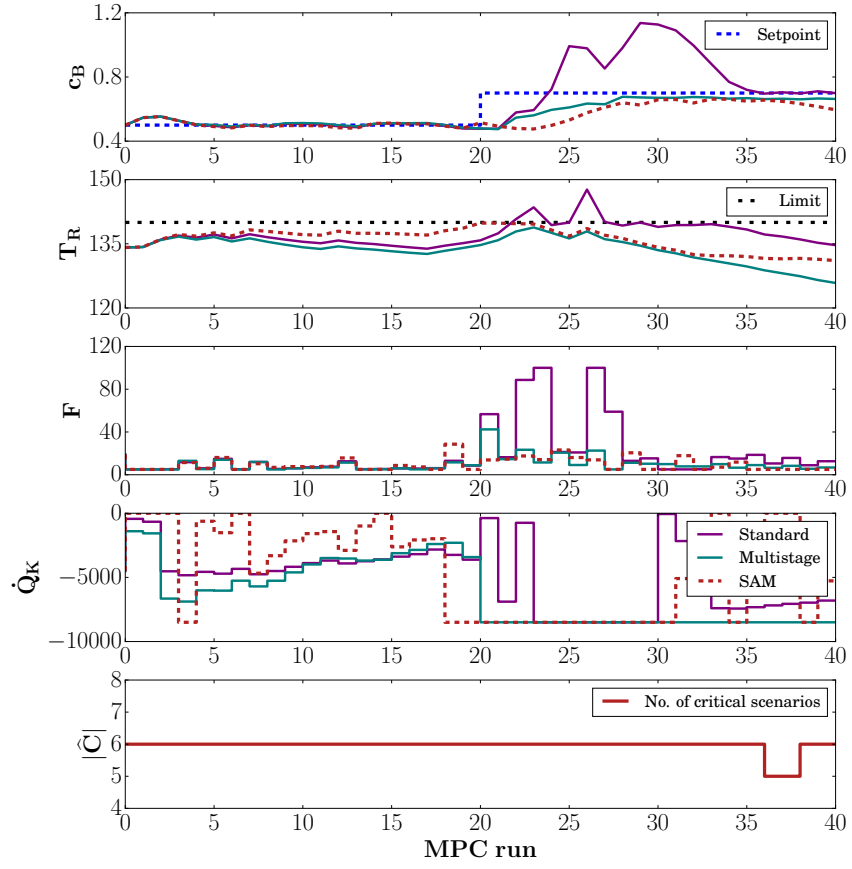 1.2
0.8
0.4
c_B
Setpoint
0 5 10 15 20 25 30 35 40
150
135
120
T_R
Limit
0 5 10 15 20 25 30 35 40
120
80
40
0
F
0 5 10 15 20 25 30 35 40
0
−5000
−10000
Q̇_K
Standard
Multistage
SAM
0 5 10 15 20 25 30 35 40
8
7
6
5
4
|Ĉ|
No. of critical scenarios
0 5 10 15 20 25 30 35 40
MPC run